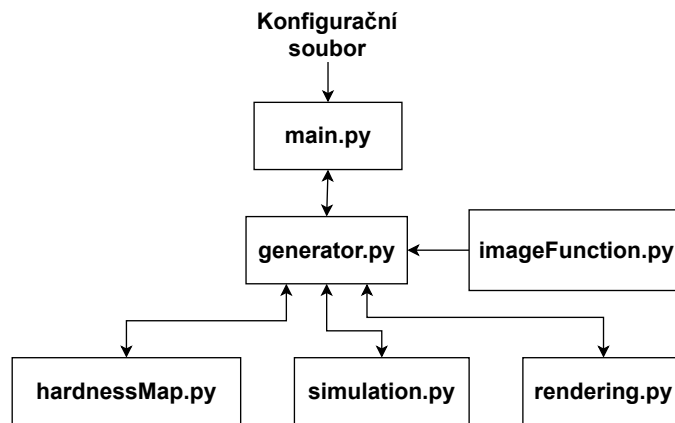 Konfigurační
soubor
main.py
generator.py
imageFunction.py
hardnessMap.py
simulation.py
rendering.py